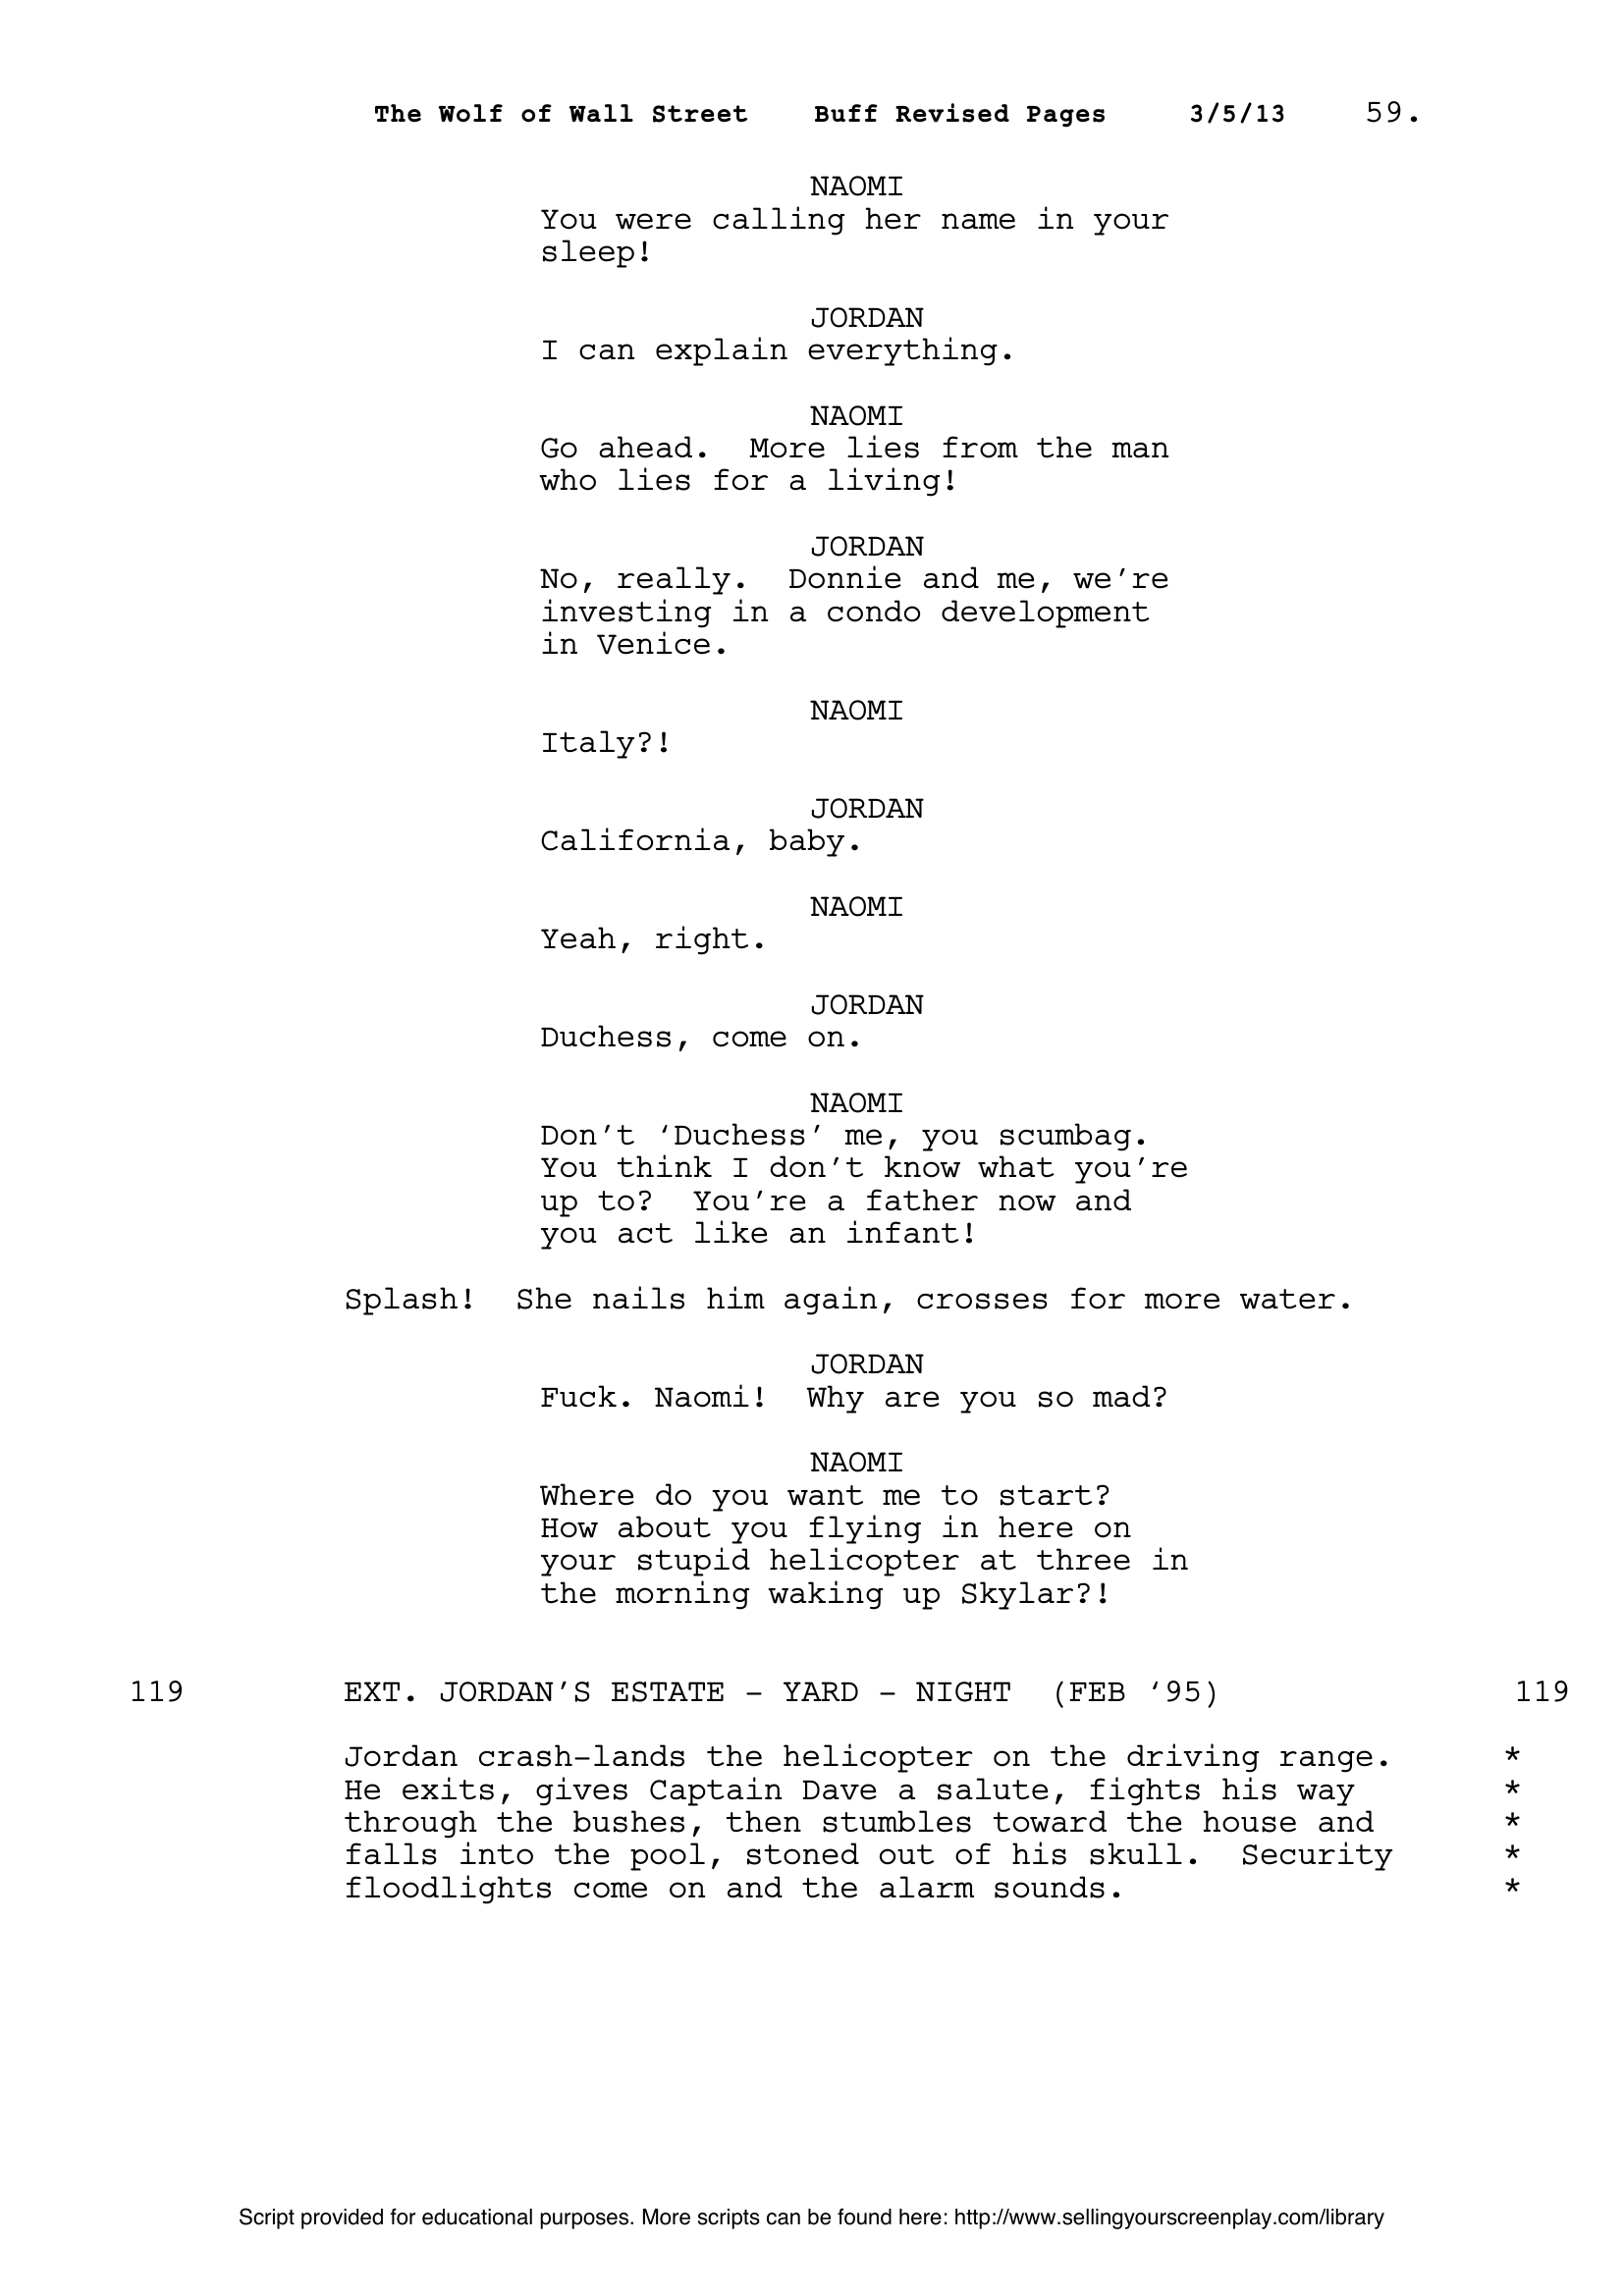 The Wolf of Wall Street    Buff Revised Pages    3/5/13    59.
NAOMI
You were calling her name in your
sleep!
JORDAN
I can explain everything.
NAOMI
Go ahead.  More lies from the man
who lies for a living!
JORDAN
No, really.  Donnie and me, we’re
investing in a condo development
in Venice.
NAOMI
Italy?!
JORDAN
California, baby.
NAOMI
Yeah, right.
JORDAN
Duchess, come on.
NAOMI
Don’t ‘Duchess’ me, you scumbag.
You think I don’t know what you’re
up to?  You’re a father now and
you act like an infant!
Splash!  She nails him again, crosses for more water.
JORDAN
Fuck. Naomi!  Why are you so mad?
NAOMI
Where do you want me to start?
How about you flying in here on
your stupid helicopter at three in
the morning waking up Skylar?!
119    EXT. JORDAN’S ESTATE - YARD - NIGHT  (FEB ‘95)    119
Jordan crash-lands the helicopter on the driving range.    *
He exits, gives Captain Dave a salute, fights his way    *
through the bushes, then stumbles toward the house and    *
falls into the pool, stoned out of his skull.  Security    *
floodlights come on and the alarm sounds.    *
Script provided for educational purposes. More scripts can be found here: http://www.sellingyourscreenplay.com/library